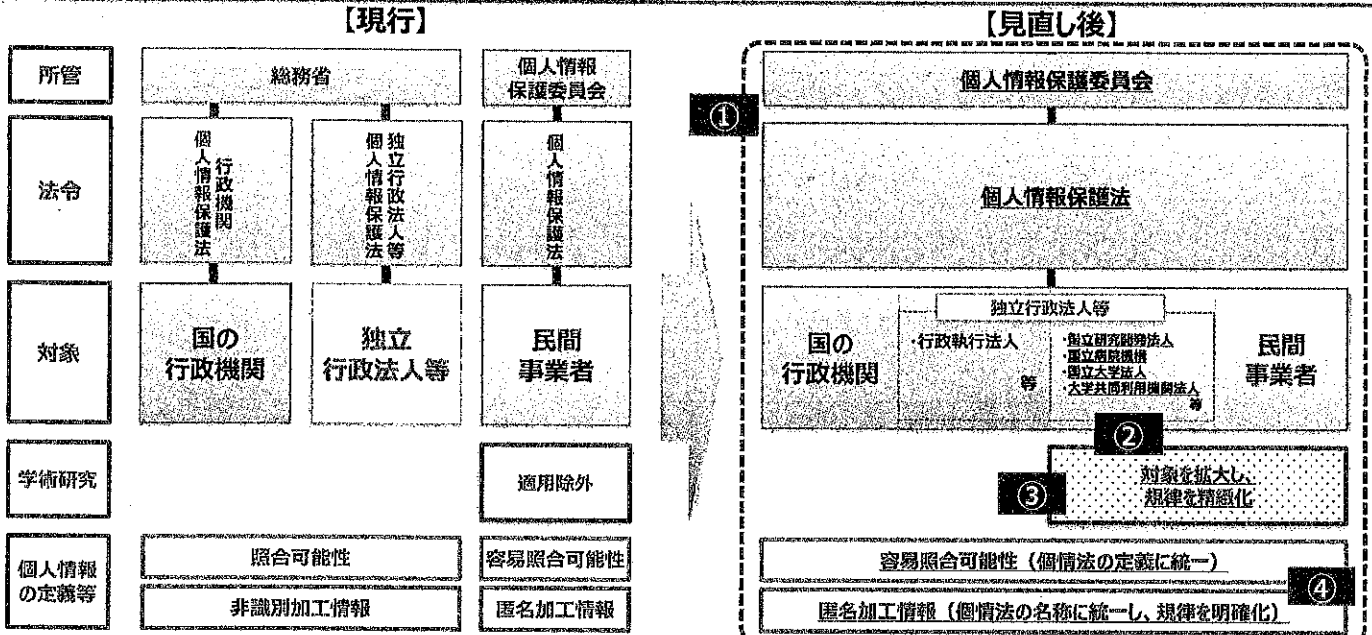 【現行】
所管
総務省
個人情報
保護委員会
法令
行政機関
個人情報保護法
独立行政法人等
個人情報保護法
個人情報保護法
対象
国の
行政機関
独立
行政法人等
民間
事業者
学術研究
適用除外
個人情報
の定義等
照合可能性
容易照合可能性
非識別加工情報
匿名加工情報
【見直し後】
個人情報保護委員会
①
個人情報保護法
独立行政法人等
国の
行政機関
・行政執行法人
等
・国立研究開発法人
・国立病院機構
・国立大学法人
・大学共同利用機関法人
等
民間
事業者
②
③
対象を拡大し、
規律を精緻化
容易照合可能性（個情法の定義に統一）
④
匿名加工情報（個情法の名称に統一し、規律を明確化）